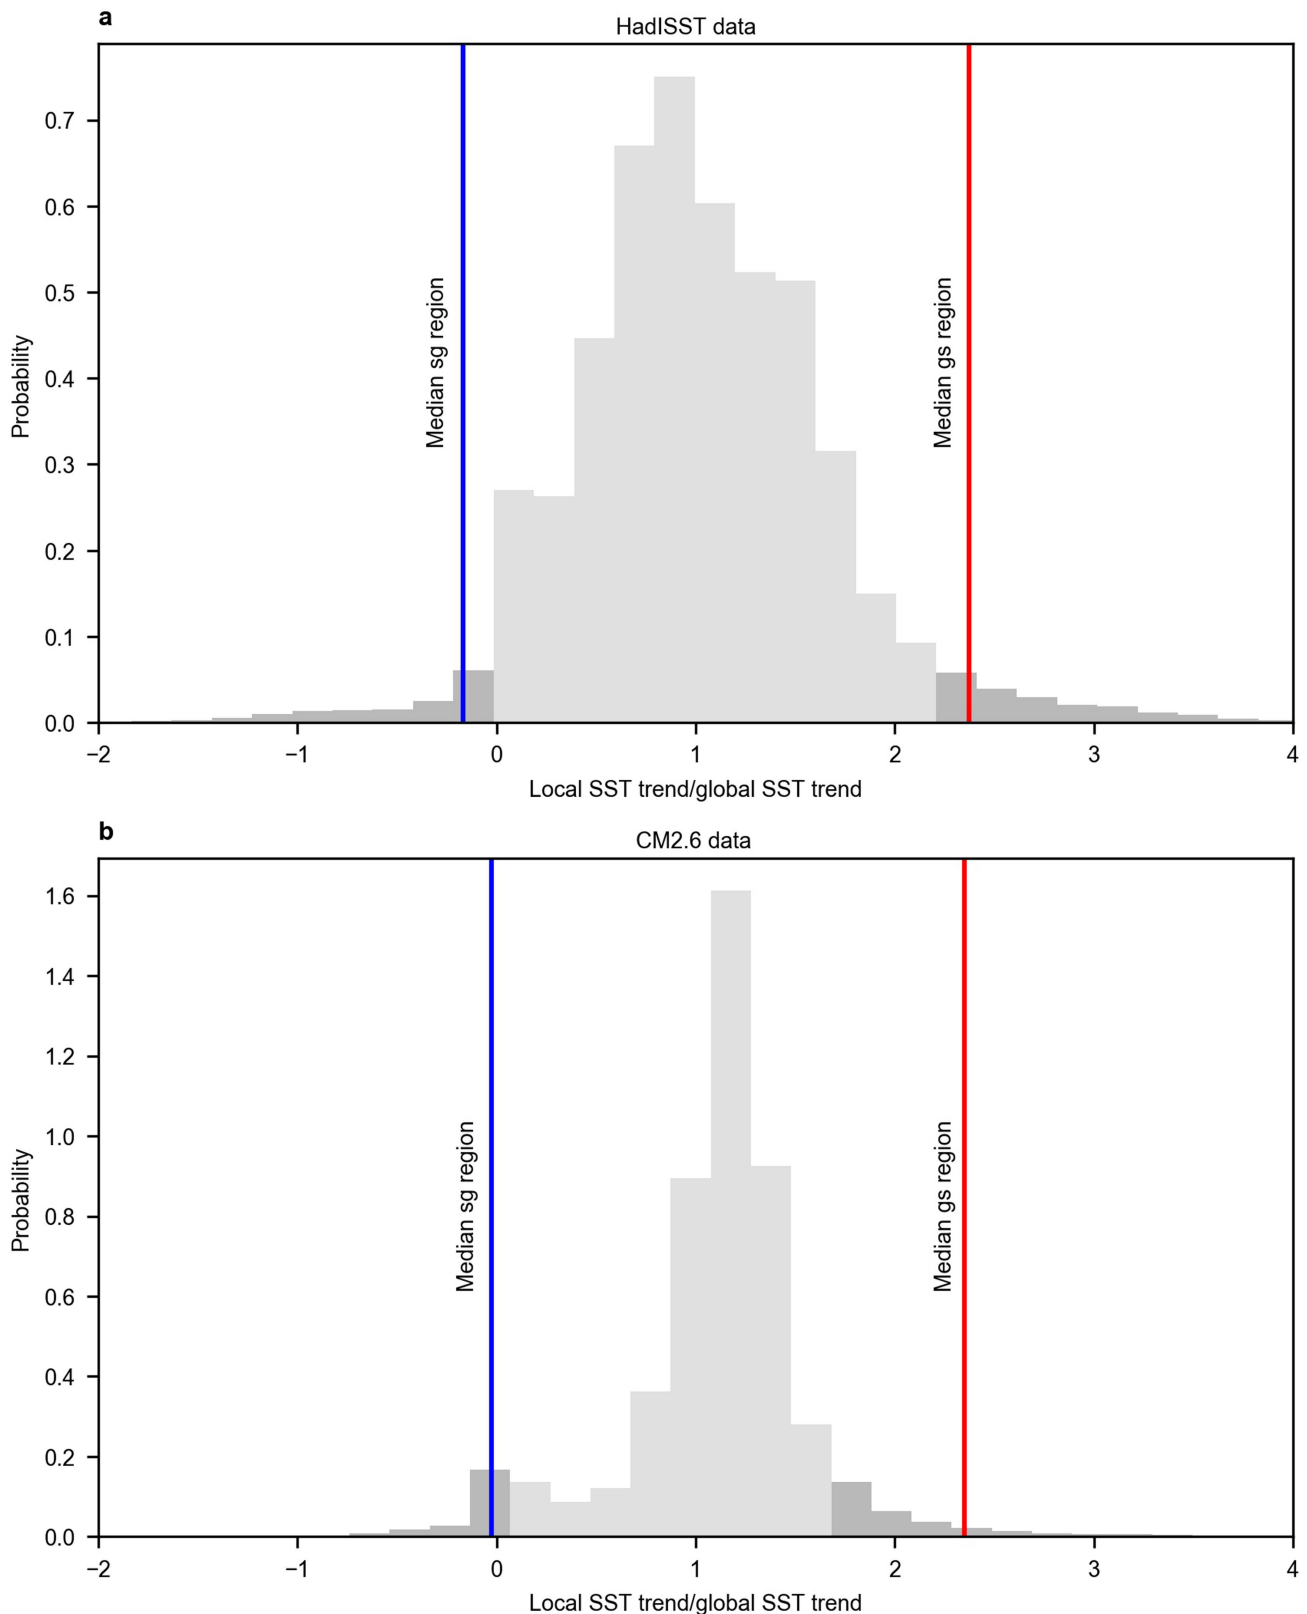 a
HadISST data
0.7
0.6
0.5
0.4
0.3
0.2
0.1
0.0
Probability
Median sg region
Median gs region
−2
−1
0
1
2
3
4
Local SST trend/global SST trend
b
CM2.6 data
1.6
1.4
1.2
1.0
0.8
0.6
0.4
0.2
0.0
Probability
Median sg region
Median gs region
−2
−1
0
1
2
3
4
Local SST trend/global SST trend